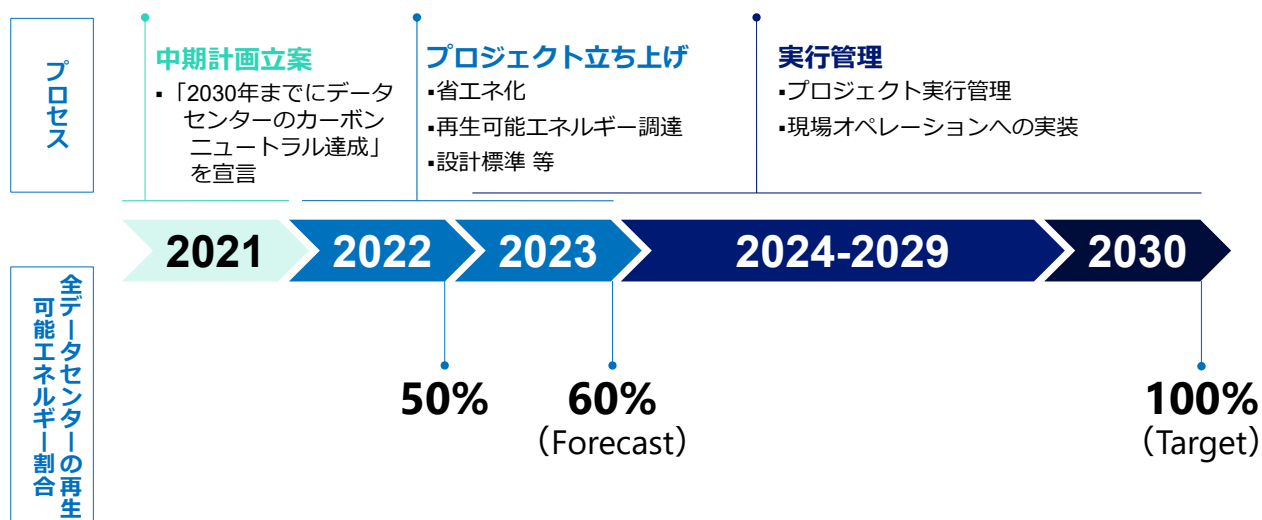 プロセス
中期計画立案
▪「2030年までにデータ
センターのカーボン
ニュートラル達成」
を宣言
プロジェクト立ち上げ
▪省エネ化
▪再生可能エネルギー調達
▪設計標準 等
実行管理
▪プロジェクト実行管理
▪現場オペレーションへの実装
2021
2022
2023
2024-2029
2030
全データセンターの再生
可能エネルギー割合
50%
60%
（Forecast）
100%
（Target）